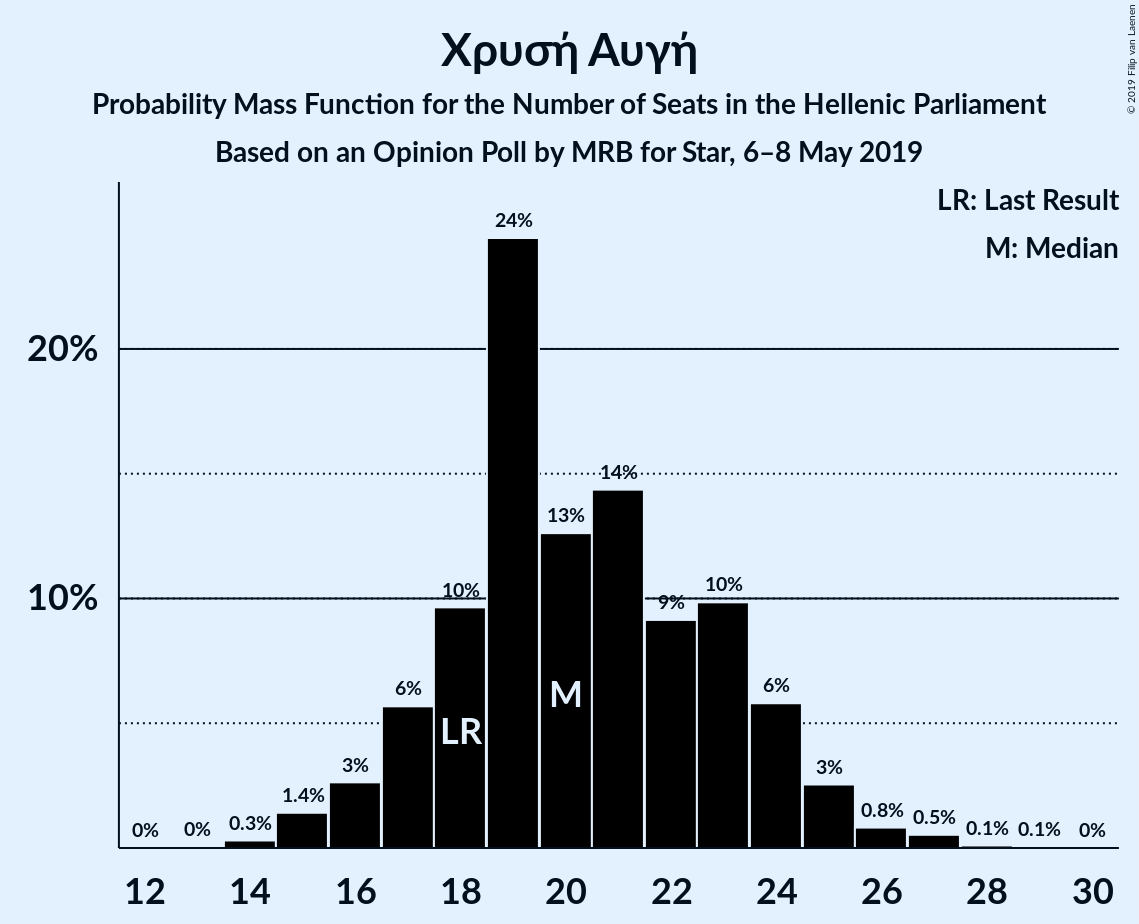 Χρυσή Αυγή
Probability Mass Function for the Number of Seats in the Hellenic Parliament
Based on an Opinion Poll by MRB for Star, 6–8 May 2019
© 2019 Filip van Laenen
LR: Last Result
M: Median
20%
10%
0%
0%
0.3%
1.4%
3%
6%
10%
24%
13%
14%
9%
10%
6%
3%
0.8%
0.5%
0.1%
0.1%
0%
LR
M
12 14 16 18 20 22 24 26 28 30